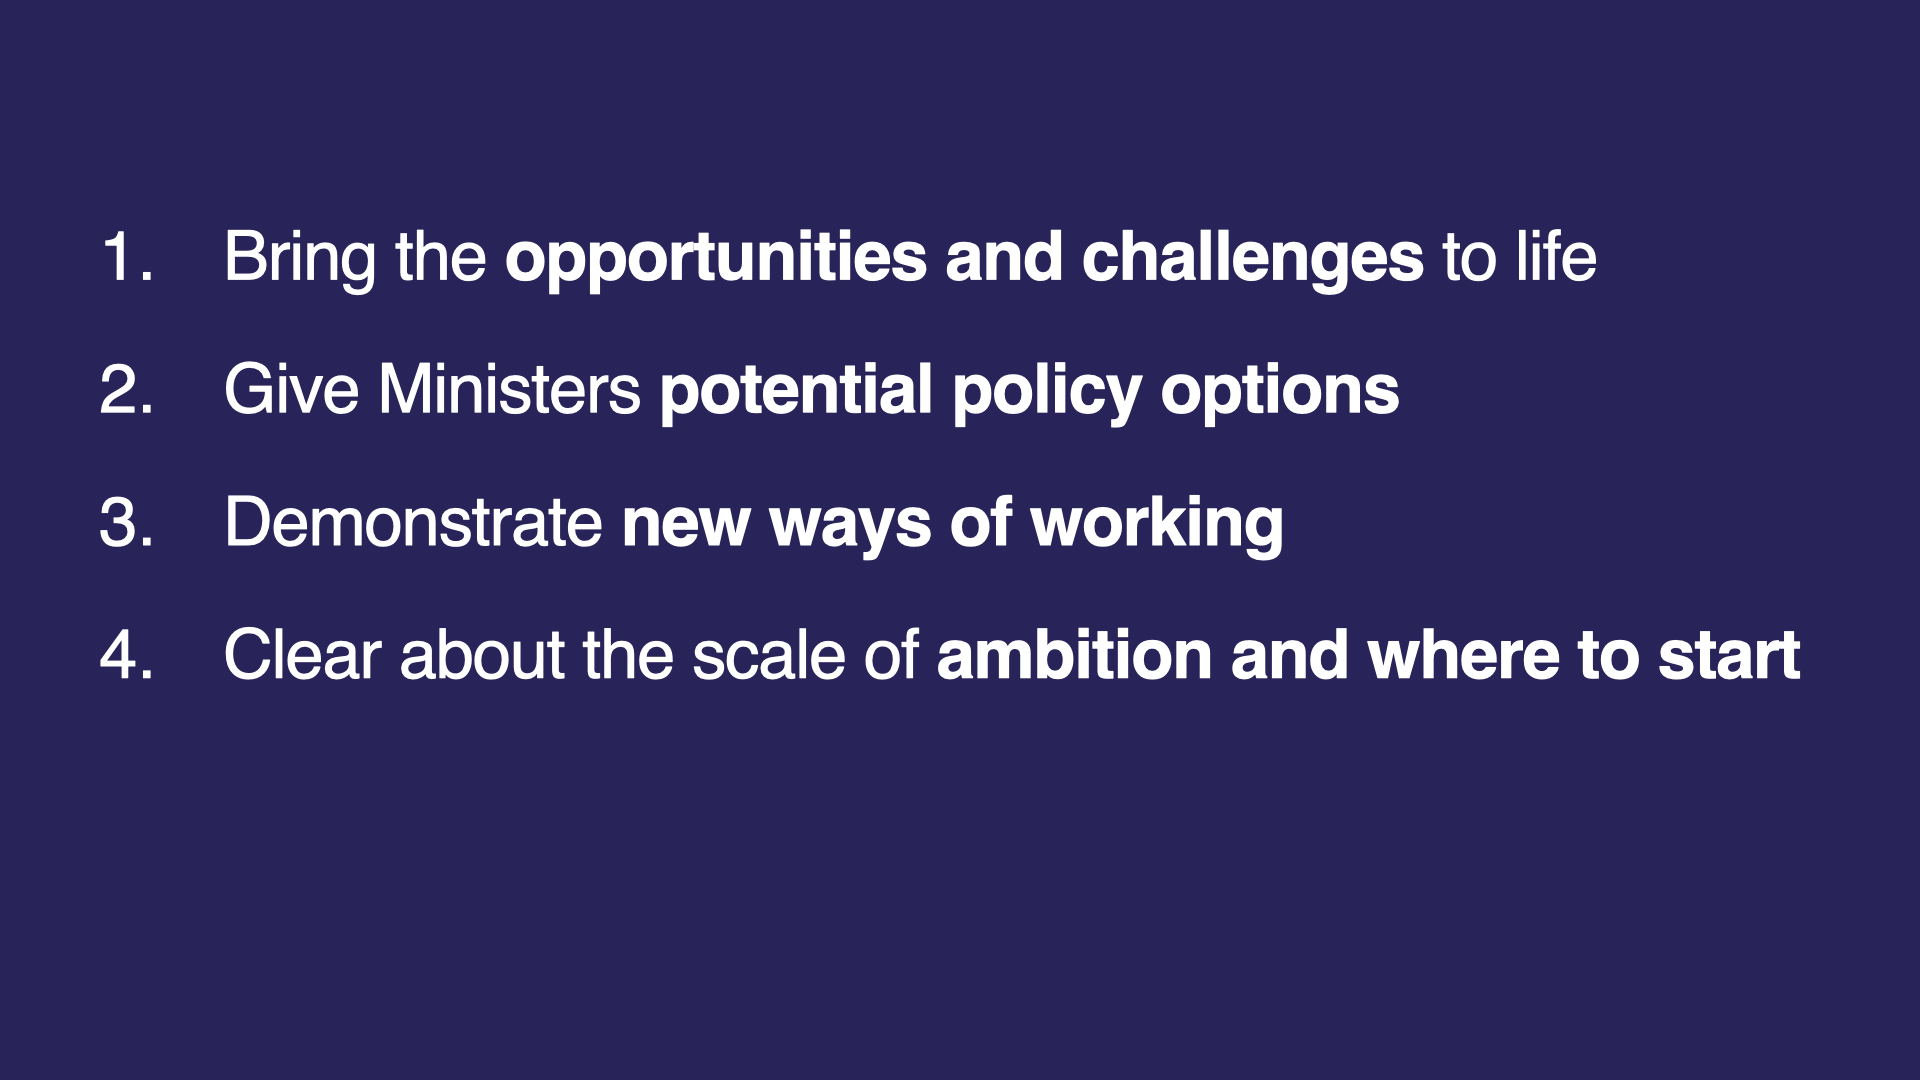 1. Bring the opportunities and challenges to life
2. Give Ministers potential policy options
3. Demonstrate new ways of working
4. Clear about the scale of ambition and where to start